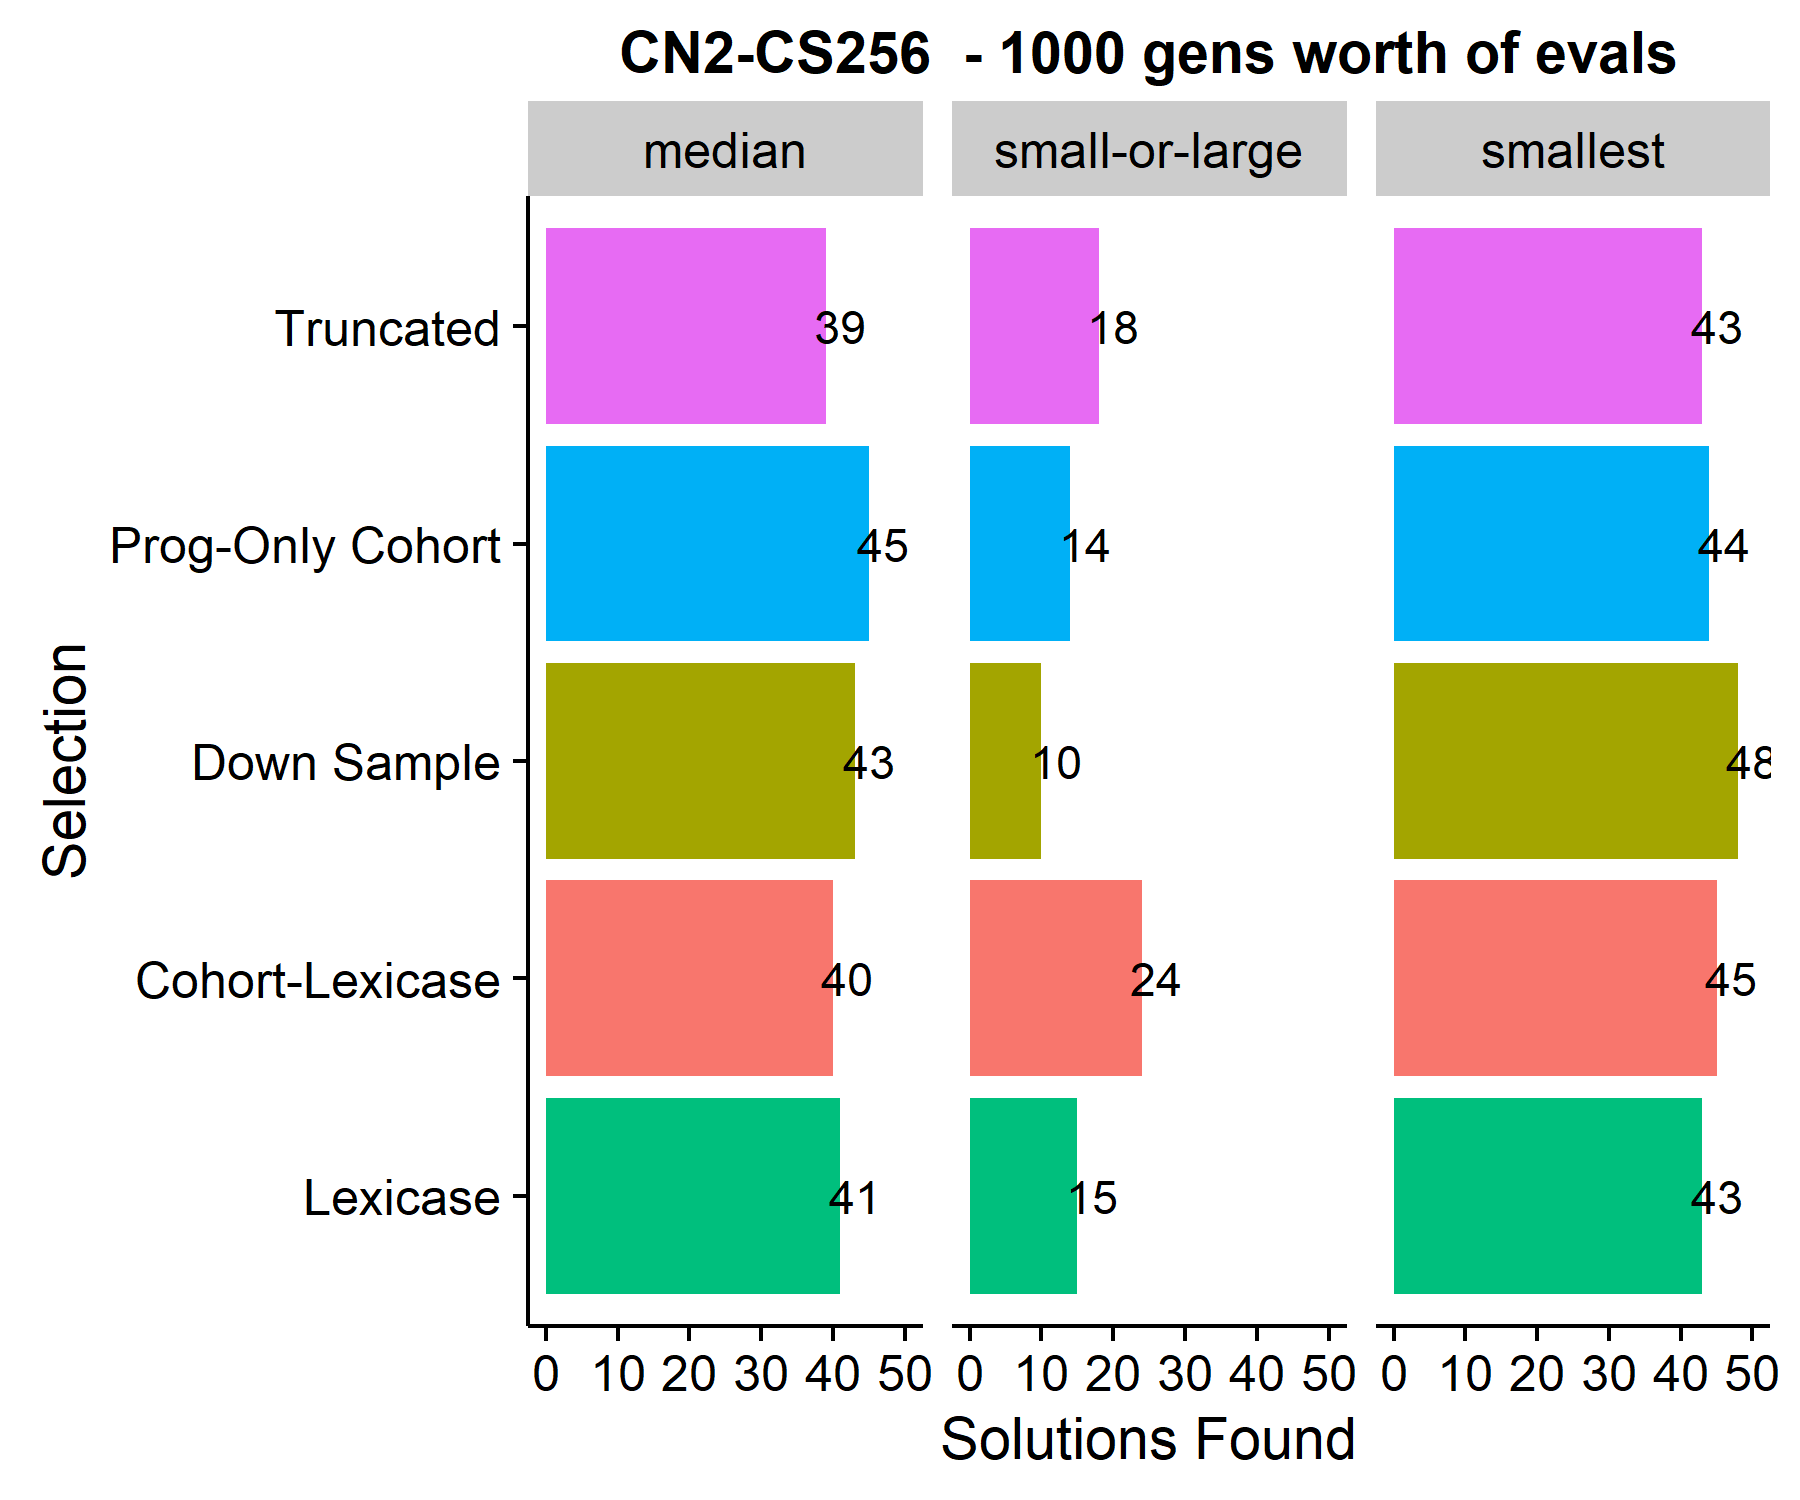 CN2-CS256  - 1000 gens worth of evals
median small-or-large smallest
Truncated 39 18 43
Prog-Only Cohort 45 14 44
Down Sample 43 10 48
Cohort-Lexicase 40 24 45
Lexicase 41 15 43
Selection
0 10 20 30 40 50 0 10 20 30 40 50 0 10 20 30 40 50
Solutions Found